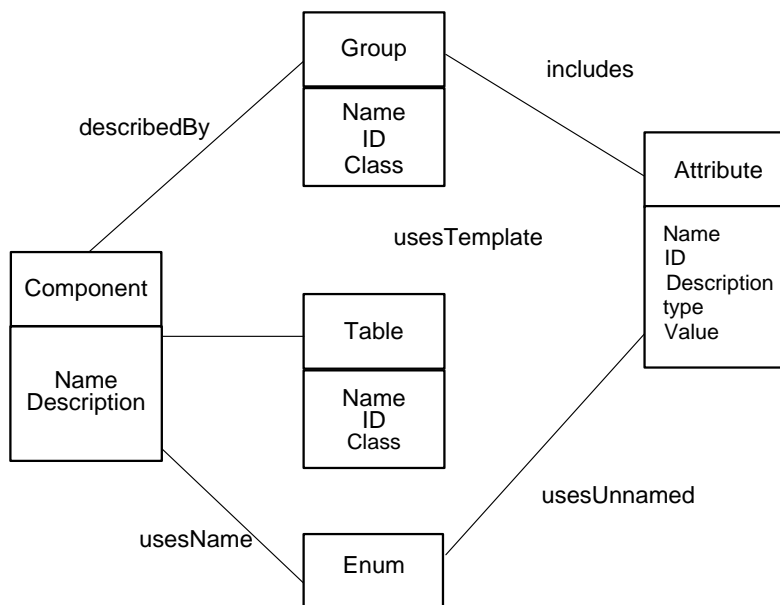 Group
includes
Name
ID
Class
describedBy
Attribute
usesTemplate
Name
ID
Description
type
Value
Component
Name
Description
Table
Name
ID
Class
usesUnnamed
usesName
Enum